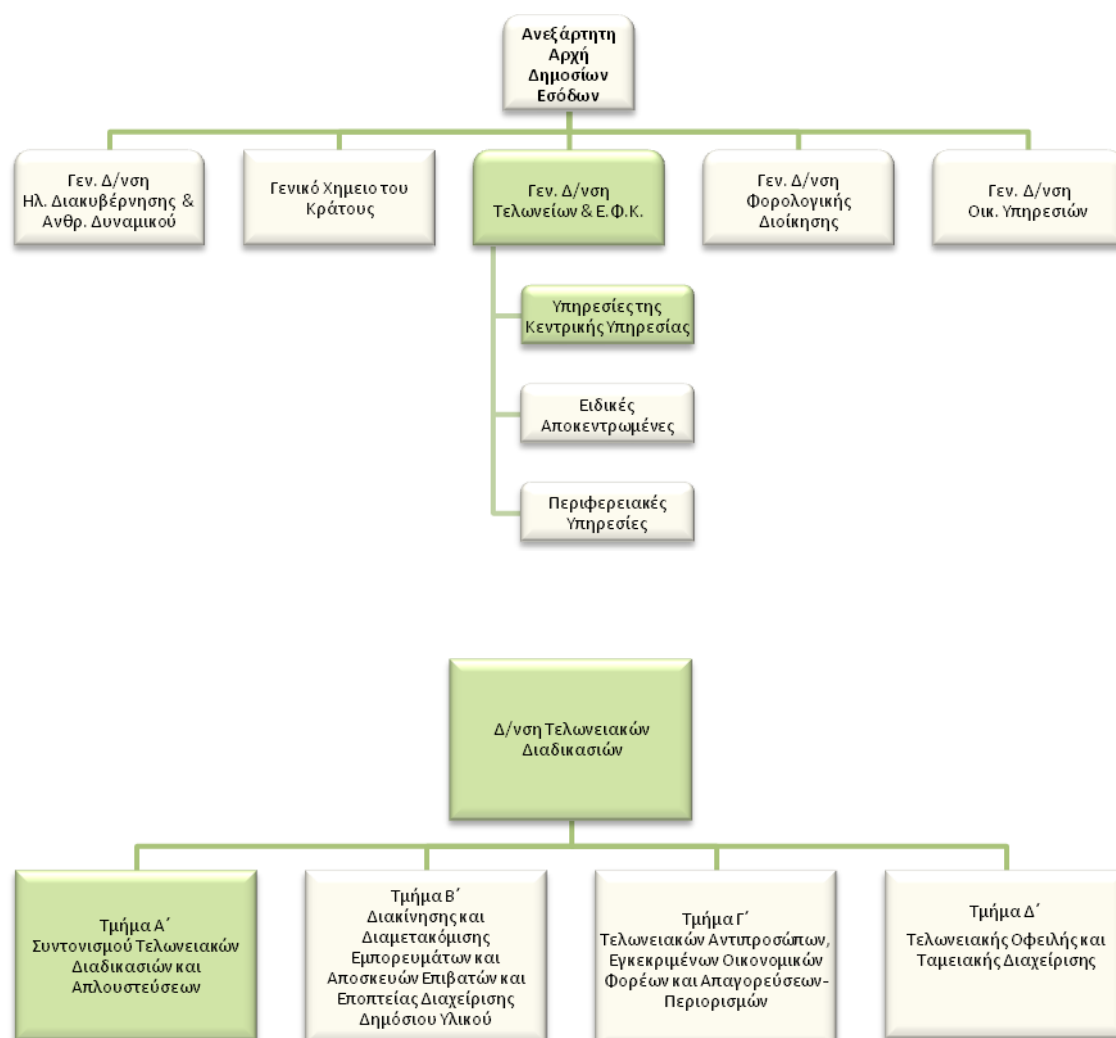 Ανεξάρτητη
Αρχή
Δημοσίων
Εσόδων
Γεν. Δ/νση
Ηλ. Διακυβέρνησης &
Ανθρ. Δυναμικού
Γενικό Χημειο του
Κράτους
Γεν. Δ/νση
Τελωνείων & Ε.Φ.Κ.
Γεν. Δ/νση
Φορολογικής
Διοίκησης
Γεν. Δ/νση
Οικ. Υπηρεσιών
Υπηρεσίες της
Κεντρικής Υπηρεσίας
Ειδικές
Αποκεντρωμένες
Περιφερειακές
Υπηρεσίες
Δ/νση Τελωνειακών
Διαδικασιών
Τμήμα Α΄
Συντονισμού Τελωνειακών
Διαδικασιών και
Απλουστεύσεων
Τμήμα Β΄
Διακίνησης και
Διαμετακόμισης
Εμπορευμάτων και
Αποσκευών Επιβατών και
Εποπτείας Διαχείρισης
Δημόσιου Υλικού
Τμήμα Γ΄
Τελωνειακών Αντιπροσώπων,
Εγκεκριμένων Οικονομικών
Φορέων και Απαγορεύσεων-
Περιορισμών
Τμήμα Δ΄
Τελωνειακής Οφειλής και
Ταμειακής Διαχείρισης